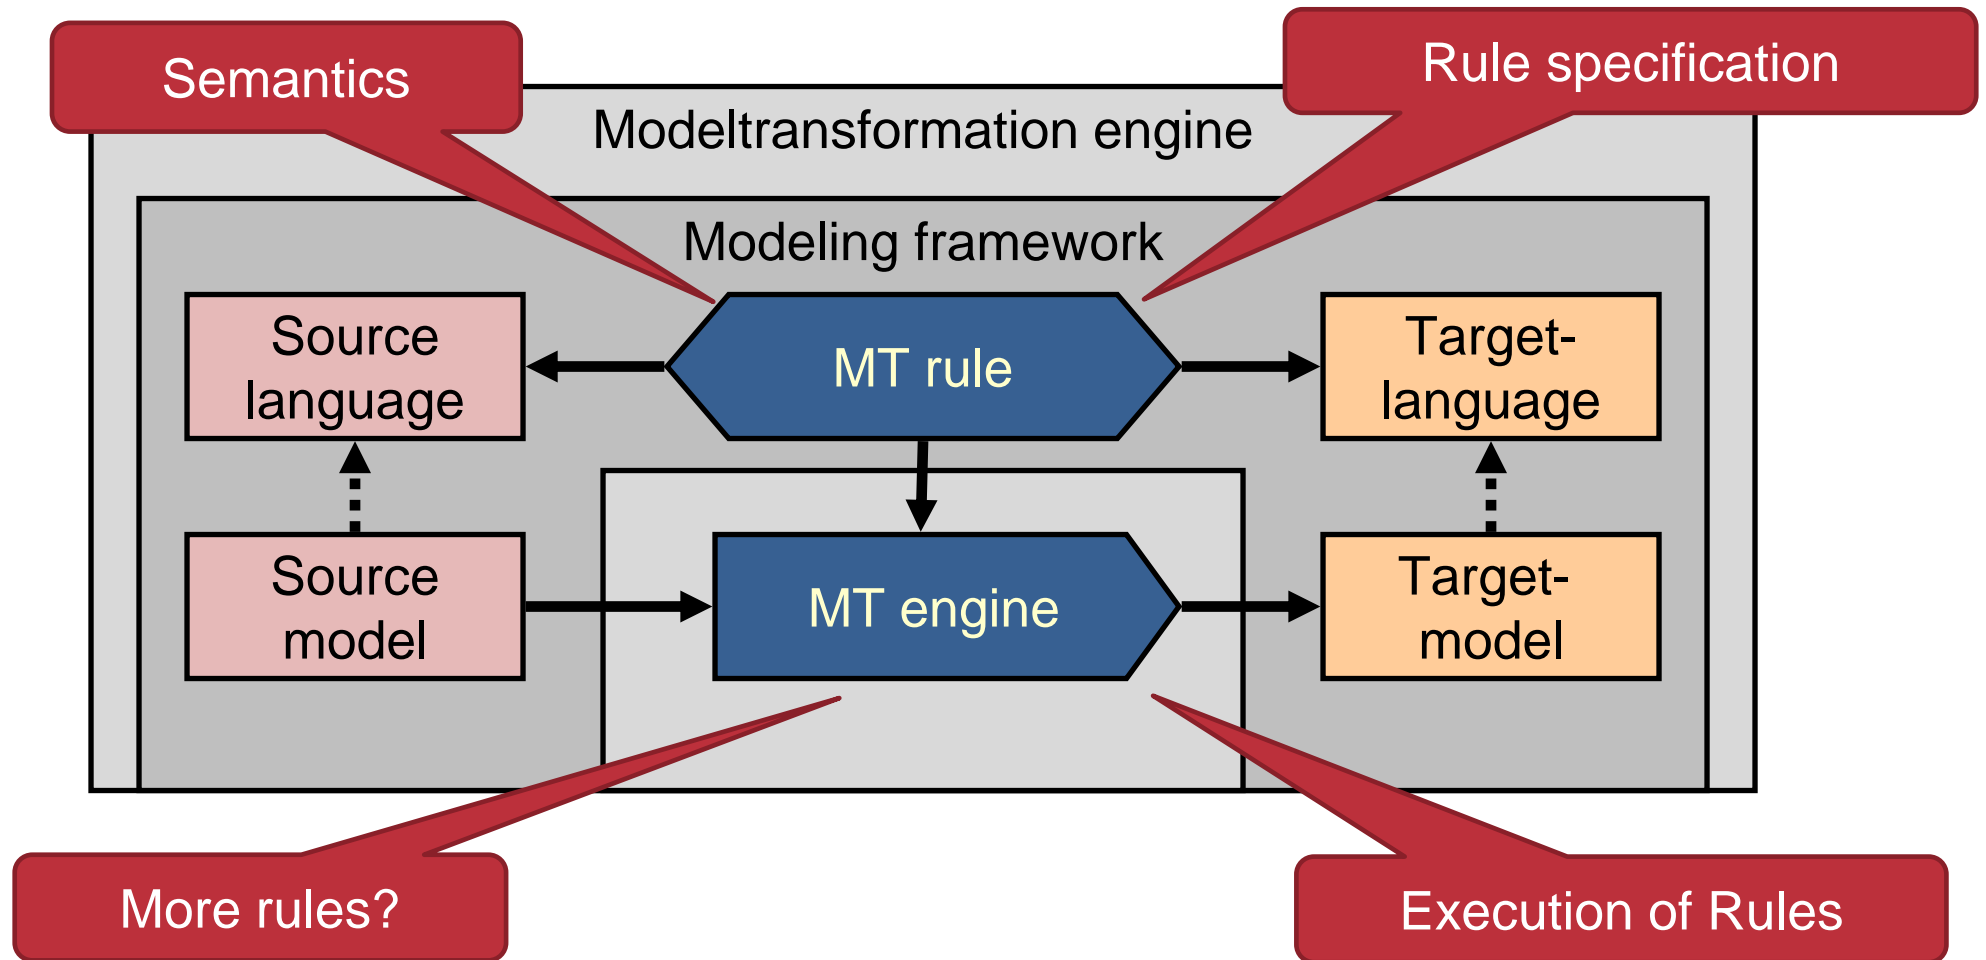 Semantics
Rule specification
Modeltransformation engine
Modeling framework
Source
language
MT rule
Target-
language
Source
model
MT engine
Target-
model
More rules?
Execution of Rules